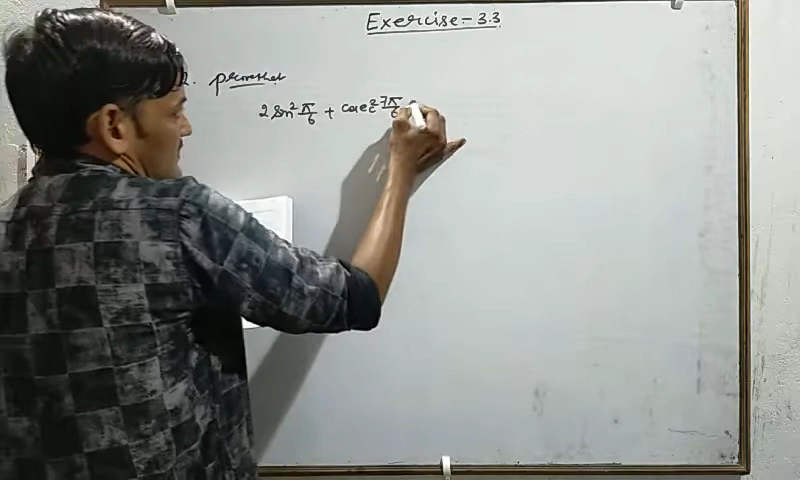 Exercise - 3.3
2. Prove that
2 sin² π/6 + cosec² 7π/6